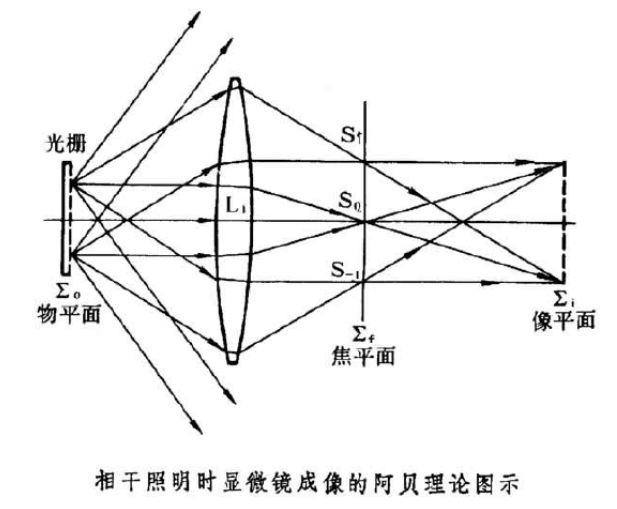 光栅
S₁
L₁
S₀
S₋₁
Σ₀
物平面
Σf
焦平面
Σi
像平面
相干照明时显微镜成像的阿贝理论图示